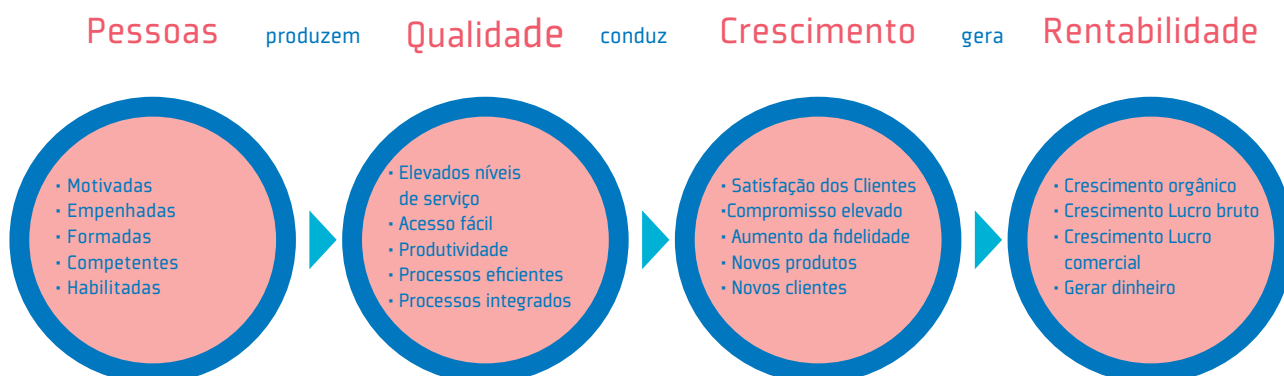 Pessoas produzem Qualidade conduz Crescimento gera Rentabilidade
· Motivadas
· Empenhadas
· Formadas
· Competentes
· Habilitadas
· Elevados níveis
de serviço
· Acesso fácil
· Produtividade
· Processos eficientes
· Processos integrados
· Satisfação dos Clientes
·Compromisso elevado
· Aumento da fidelidade
· Novos produtos
· Novos clientes
· Crescimento orgânico
· Crescimento Lucro bruto
· Crescimento Lucro
comercial
· Gerar dinheiro